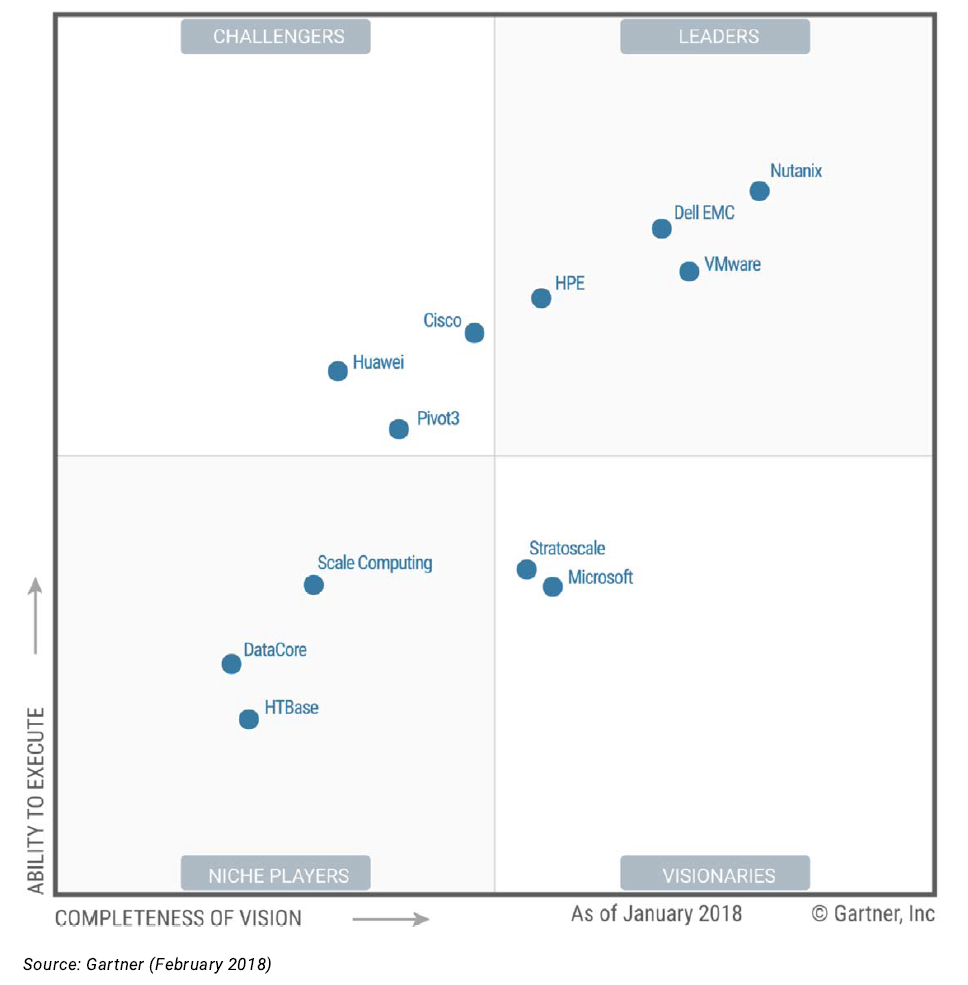 CHALLENGERS
LEADERS
Nutanix
Dell EMC
VMware
HPE
Cisco
Huawei
Pivot3
Stratoscale
Scale Computing
Microsoft
DataCore
HTBase
ABILITY TO EXECUTE
NICHE PLAYERS
VISIONARIES
COMPLETENESS OF VISION
As of January 2018
© Gartner, Inc
Source: Gartner (February 2018)